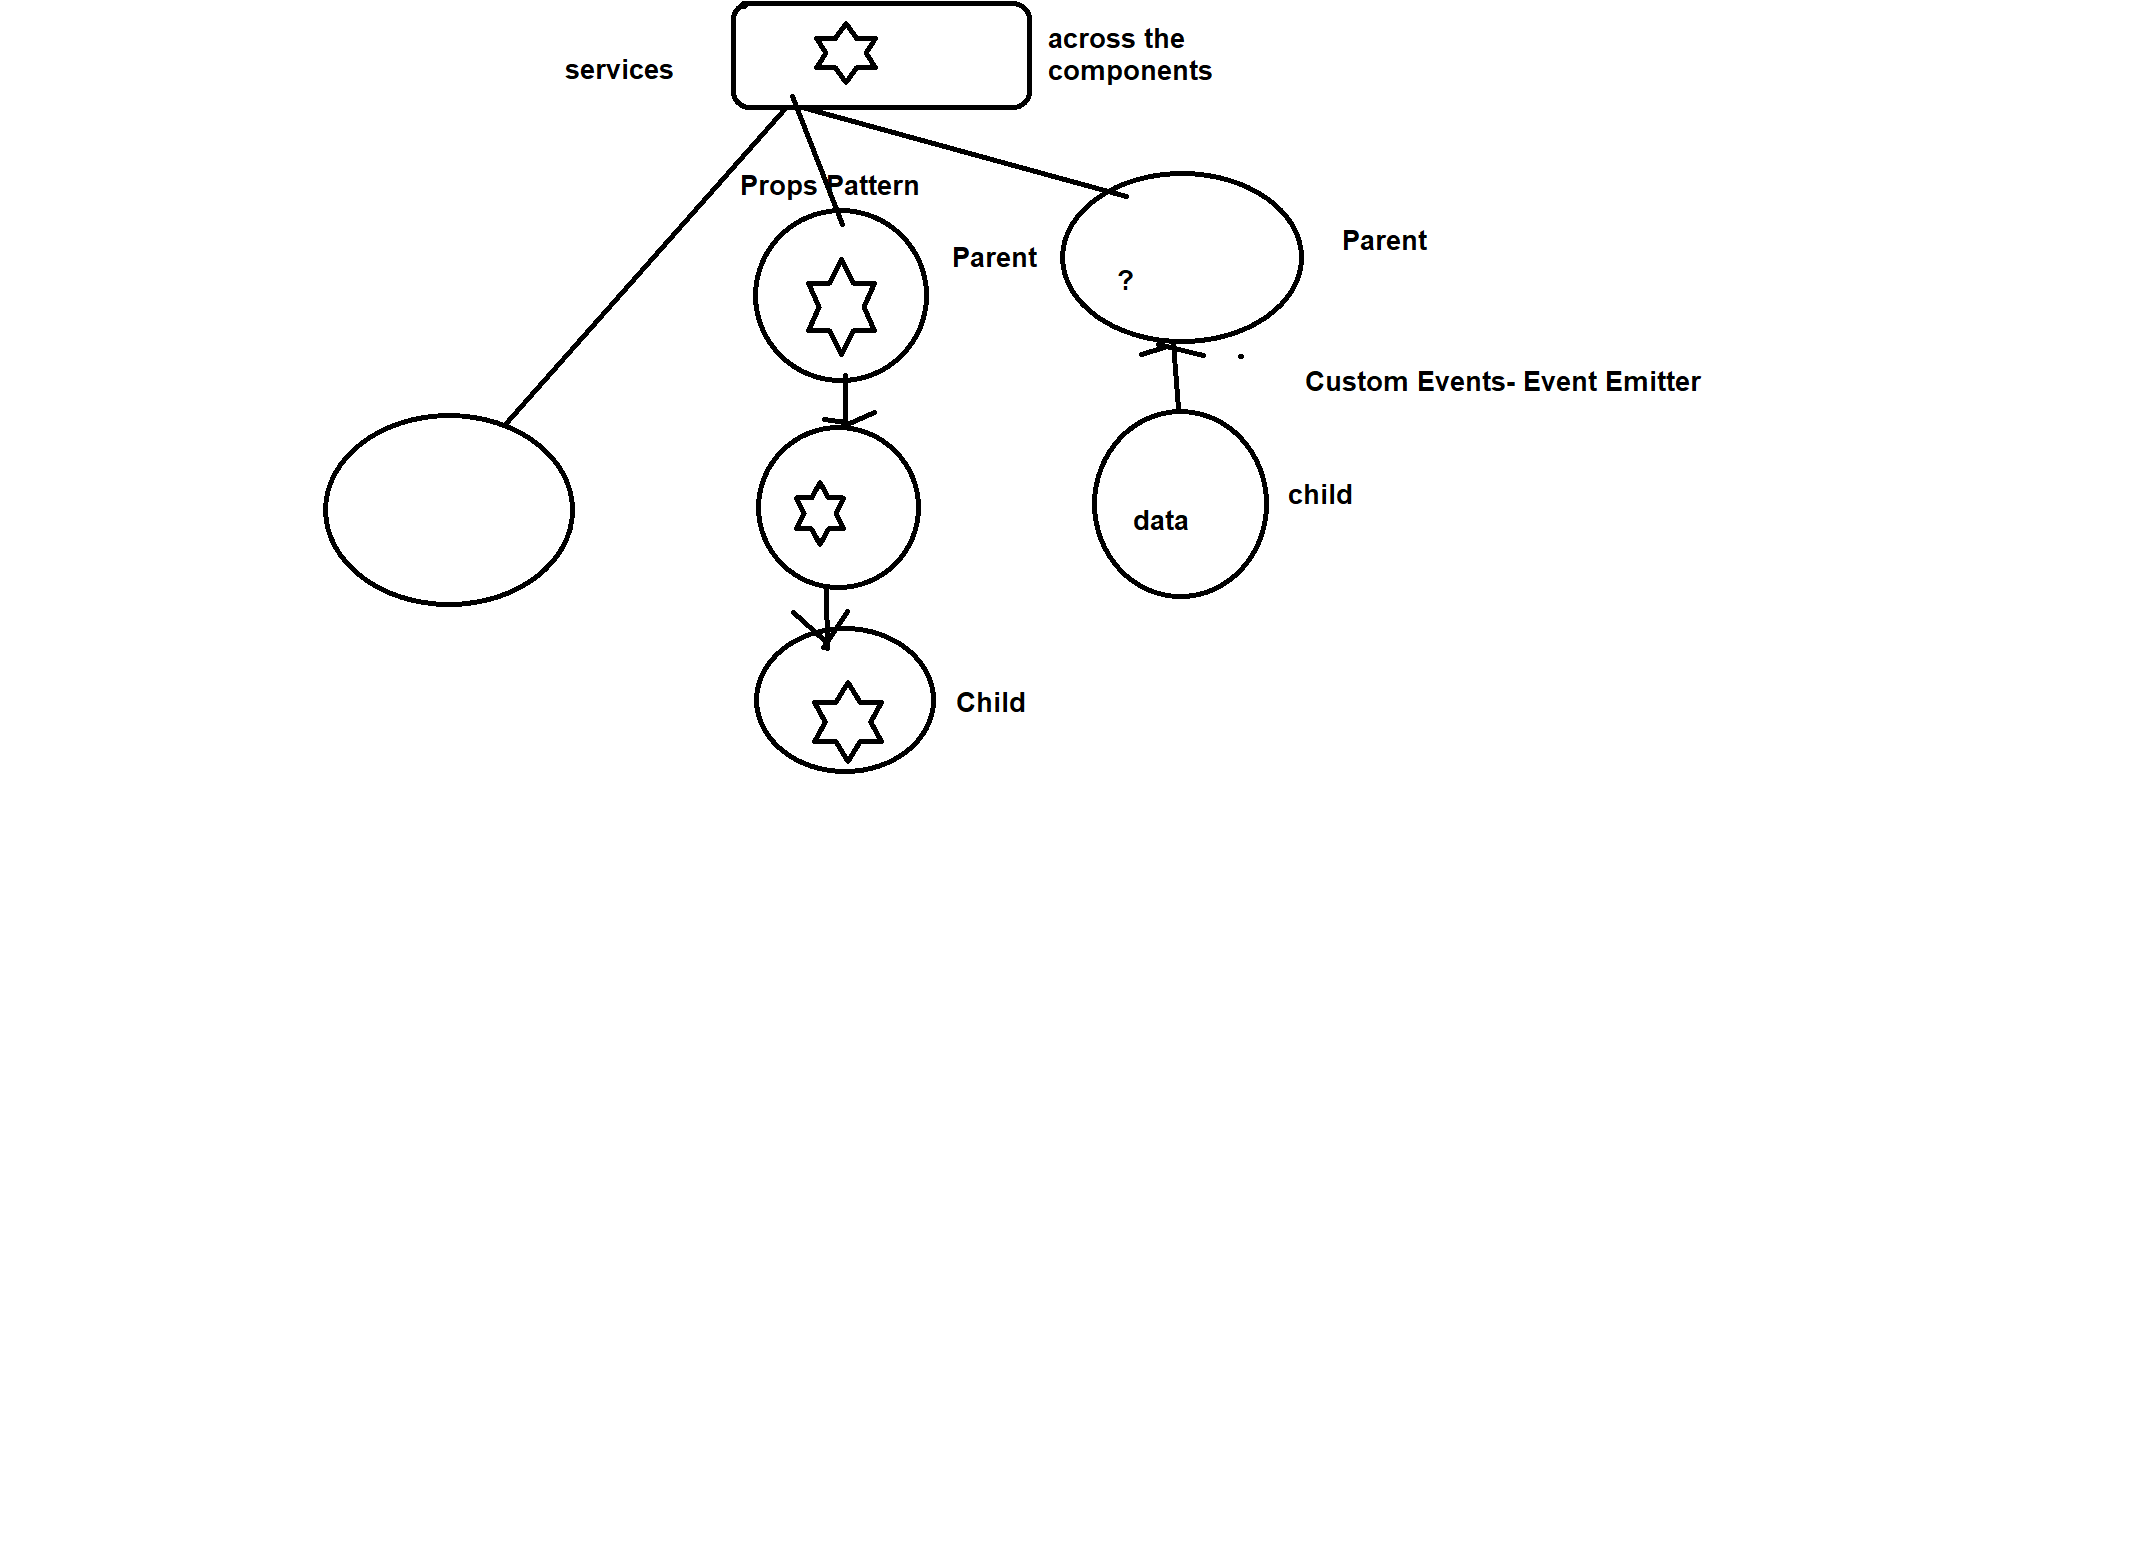 services
across the
components
Props Pattern
Parent
Parent
?
Custom Events- Event Emitter
child
data
Child